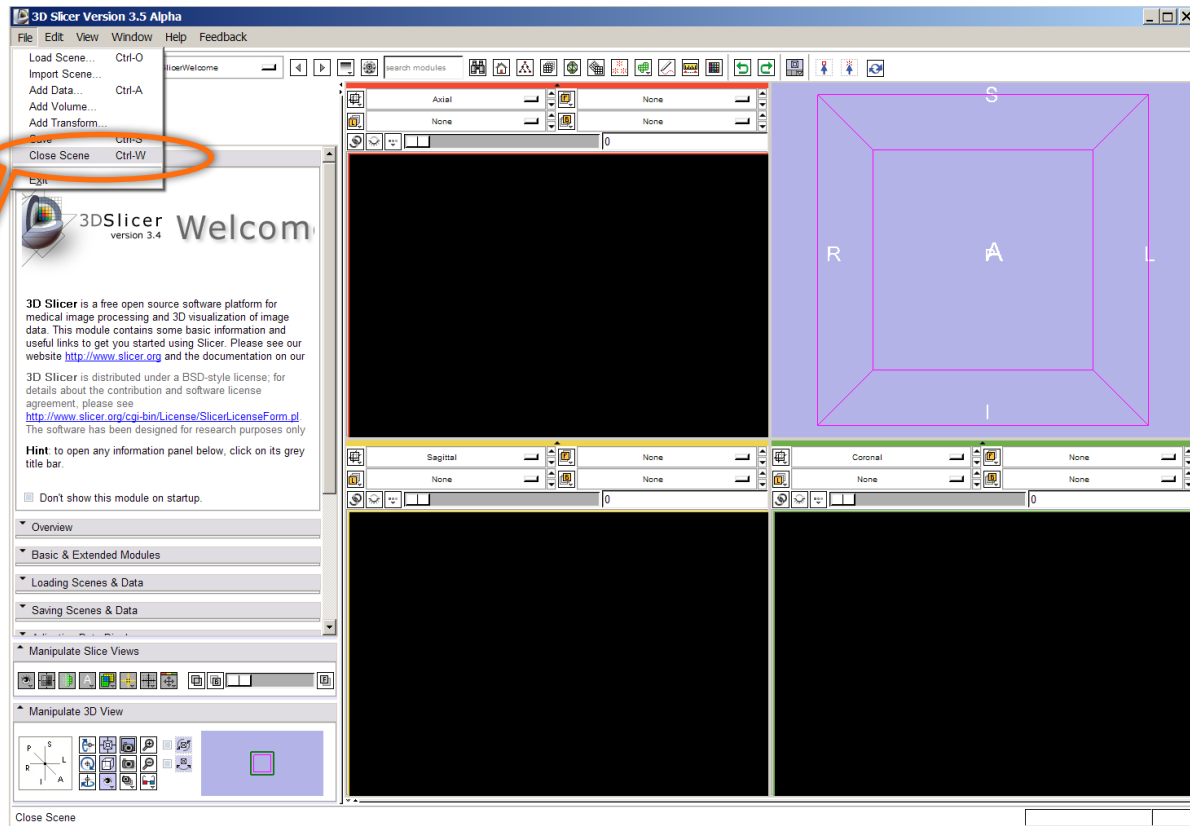 3D Slicer Version 3.5 Alpha
File Edit View Window Help Feedback
Load Scene... Ctrl-O
Import Scene...
Add Data... Ctrl-A
Add Volume...
Add Transform...
Save Ctrl-S
Close Scene Ctrl-W
Exit
SlicerWelcome
search modules
3DSlicer
version 3.4
Welcom
3D Slicer is a free open source software platform for
medical image processing and 3D visualization of image
data. This module contains some basic information and
useful links to get you started using Slicer. Please see our
website http://www.slicer.org and the documentation on our
3D Slicer is distributed under a BSD-style license; for
details about the contribution and software license
agreement, please see
http://www.slicer.org/cgi-bin/License/SlicerLicenseForm.pl.
The software has been designed for research purposes only
Hint: to open any information panel below, click on its grey
title bar.
Don't show this module on startup.
Overview
Basic & Extended Modules
Loading Scenes & Data
Saving Scenes & Data
Manipulate Slice Views
Manipulate 3D View
P S
R L
I A
Close Scene
Axial None
None None
0
S
R A L
I
Sagittal None
None None
0
Coronal None
None None
0